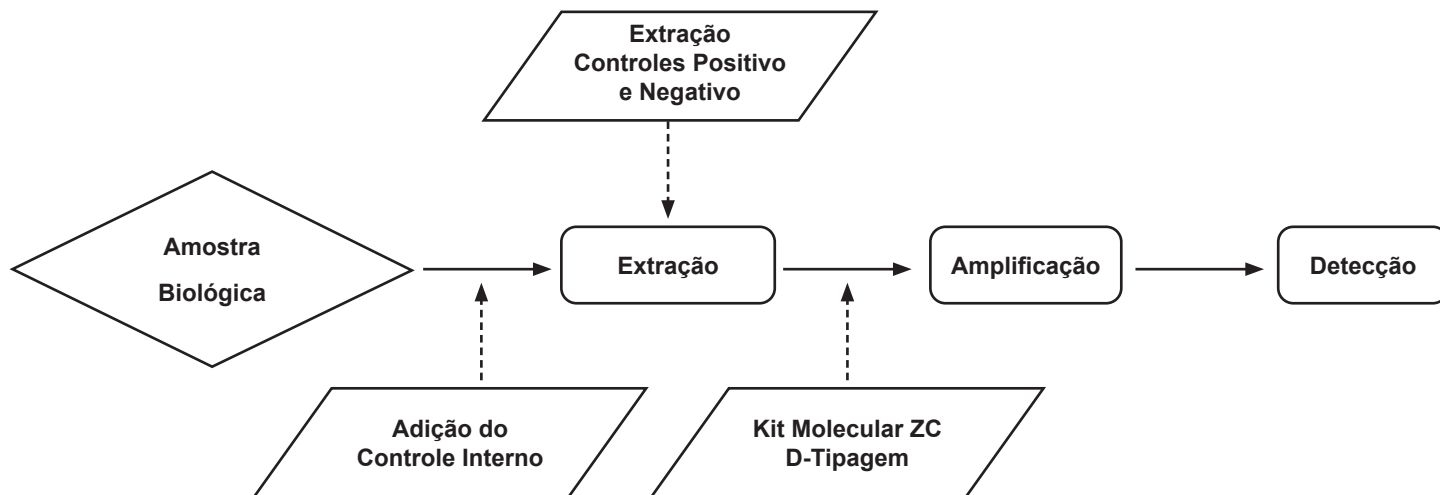 Extração
Controles Positivo
e Negativo
Amostra
Biológica
Extração
Amplificação
Detecção
Adição do
Controle Interno
Kit Molecular ZC
D-Tipagem